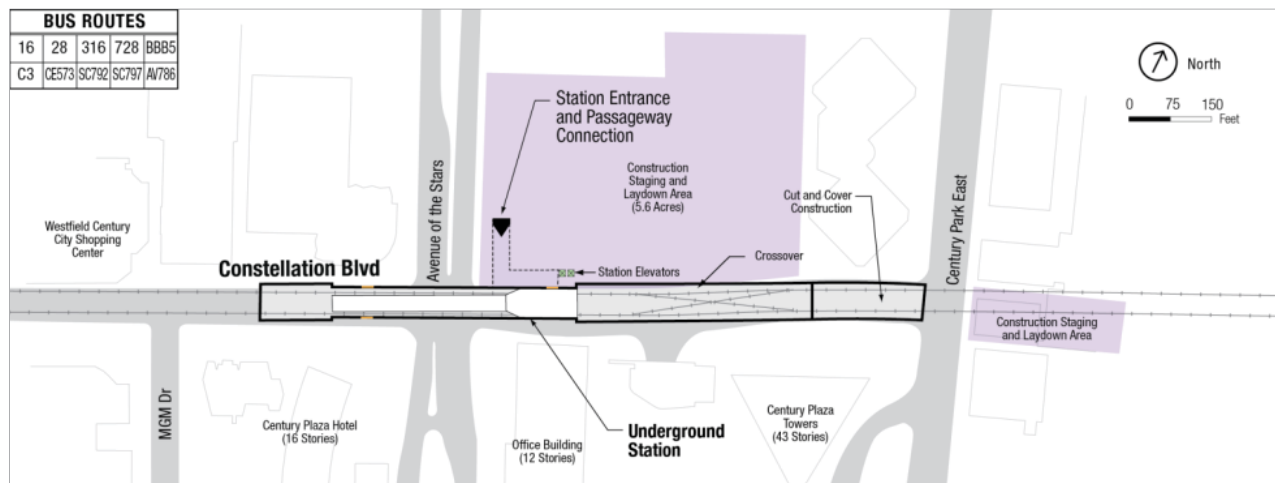 BUS ROUTES
16 28 316 728 BBB5
C3 CE573 SC792 SC797 AV786
North
0 75 150
Feet
Station Entrance
and Passageway
Connection
Construction
Staging and
Laydown Area
(5.6 Acres)
Cut and Cover
Construction
Westfield Century
City Shopping
Center
Avenue of the Stars
Century Park East
Constellation Blvd
Station Elevators
Crossover
Construction Staging
and Laydown Area
MGM Dr
Century Plaza Hotel
(16 Stories)
Office Building
(12 Stories)
Underground
Station
Century Plaza
Towers
(43 Stories)